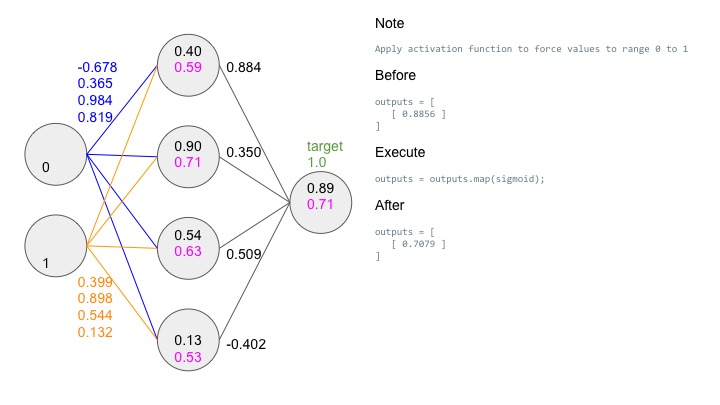 -0.678
0.365
0.984
0.819
0
1
0.399
0.898
0.544
0.132
0.40
0.59
0.90
0.71
0.54
0.63
0.13
0.53
0.884
0.350
0.509
-0.402
target
1.0
0.89
0.71
Note
Apply activation function to force values to range 0 to 1
Before
outputs = [
[ 0.8856 ]
]
Execute
outputs = outputs.map(sigmoid);
After
outputs = [
[ 0.7079 ]
]